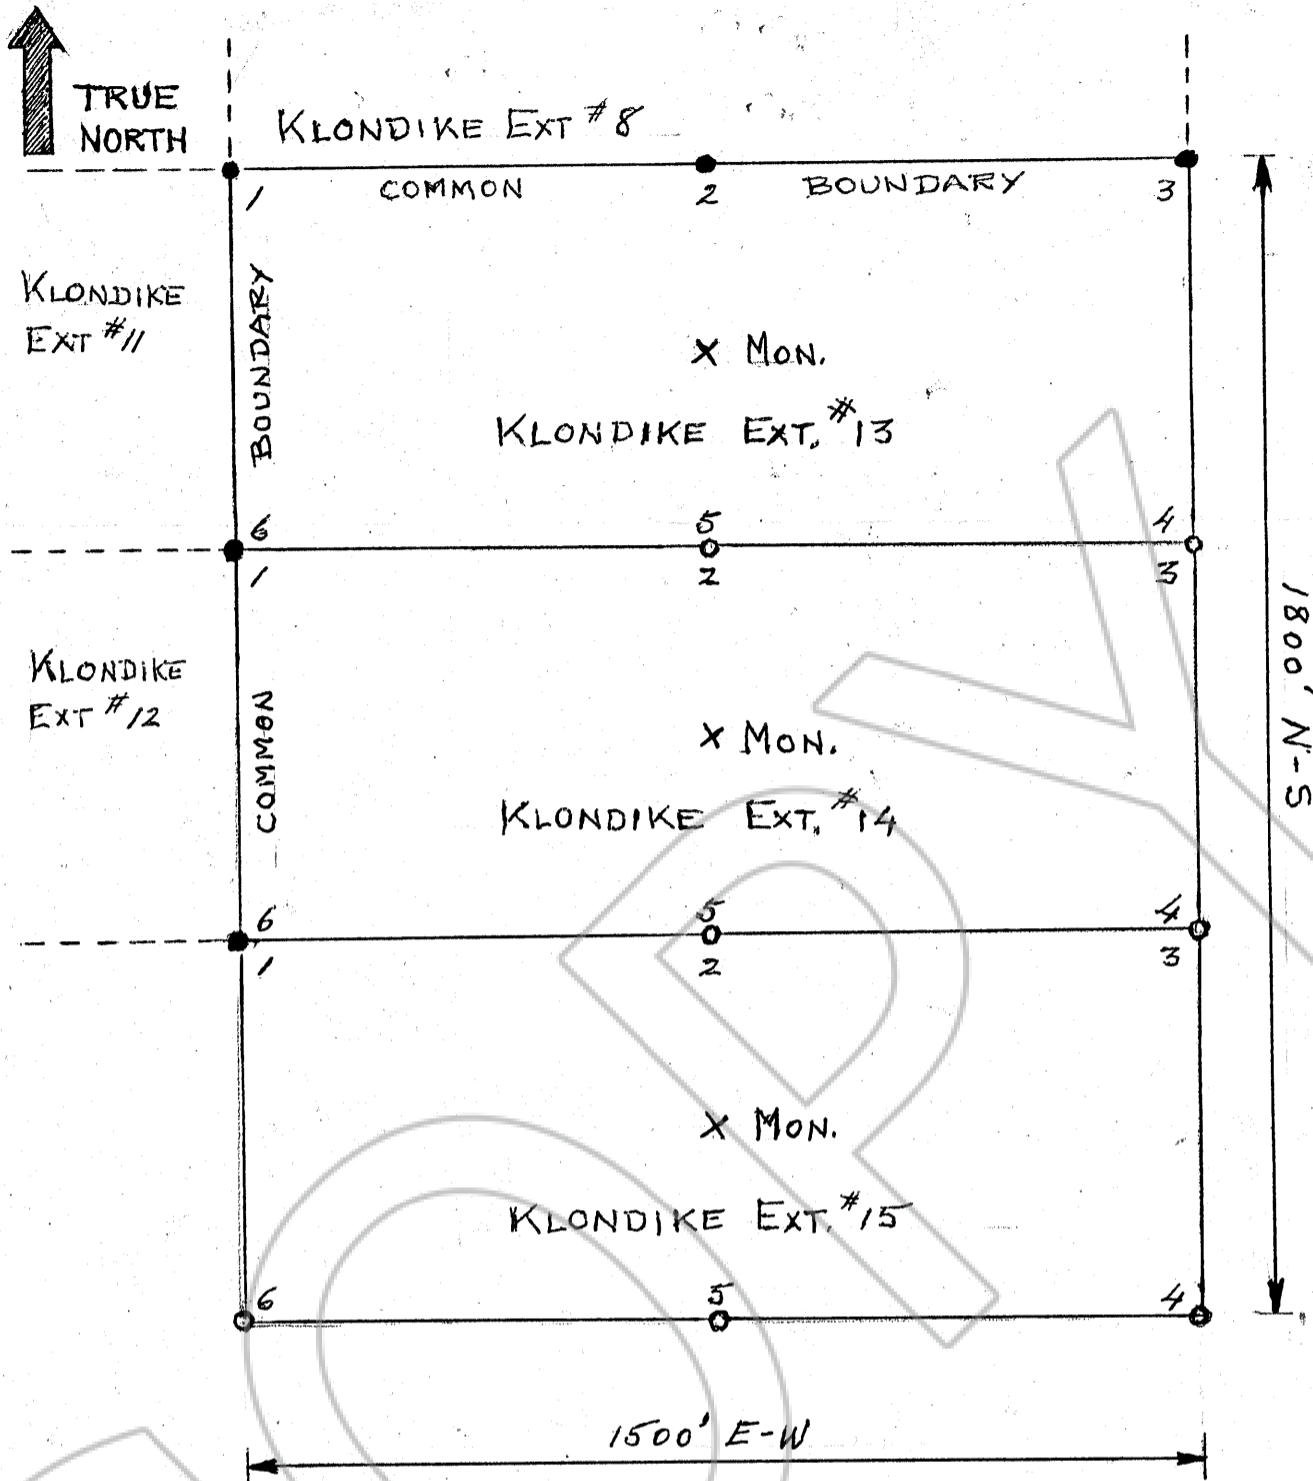 TRUE
NORTH
KLONDIKE EXT #8
COMMON BOUNDARY
1 2 3
KLONDIKE
EXT #11
BOUNDARY
X MON.
KLONDIKE EXT. #13
6 5 4
1 2 3
KLONDIKE
EXT #12
COMMON
X MON.
KLONDIKE EXT. #14
6 5 4
1 2 3
X MON.
KLONDIKE EXT. #15
6 5 4
1800' N-S
1500' E-W
COPY